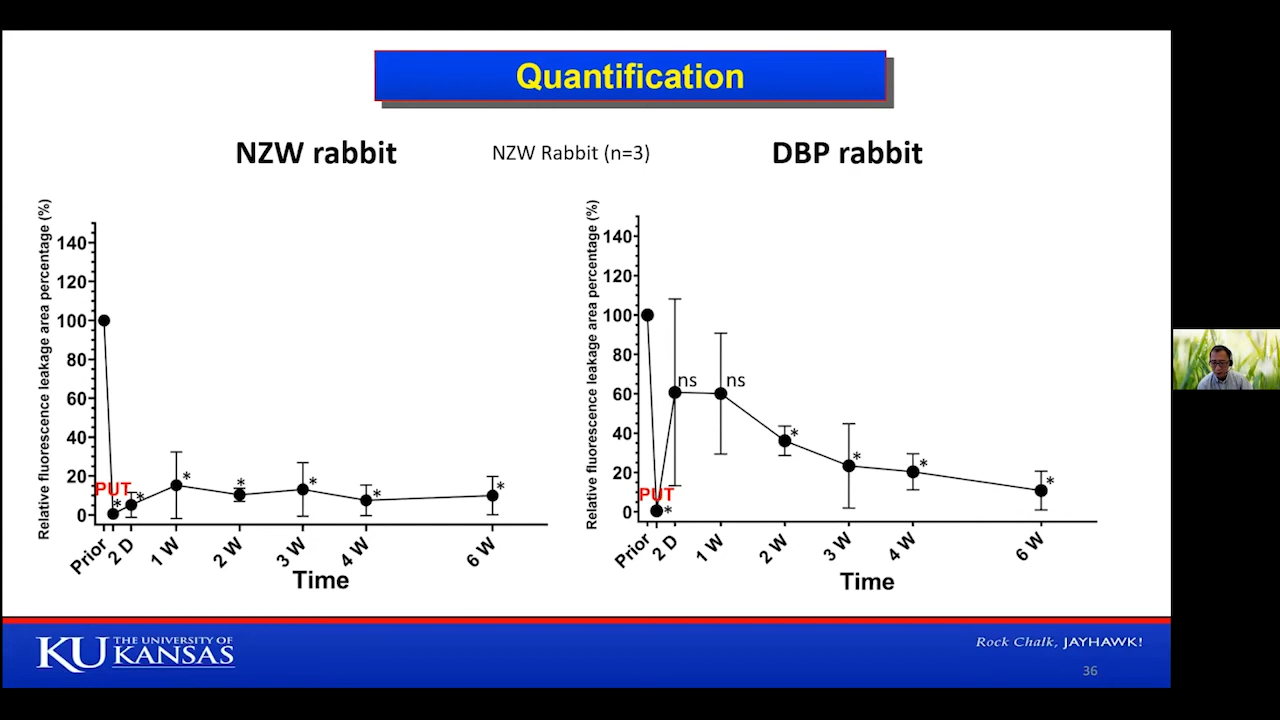 Quantification
NZW rabbit
NZW Rabbit (n=3)
DBP rabbit
Relative fluorescence leakage area percentage (%)
140
120
100
80
60
40
20
0
PUT
*
*
*
*
*
*
*
Prior
2 D
1 W
2 W
3 W
4 W
6 W
Time
Relative fluorescence leakage area percentage (%)
140
120
100
80
60
40
20
0
PUT
*
ns
ns
*
*
*
*
Prior
2 D
1 W
2 W
3 W
4 W
6 W
Time
KU THE UNIVERSITY OF
KANSAS
Rock Chalk, JAYHAWK!
36